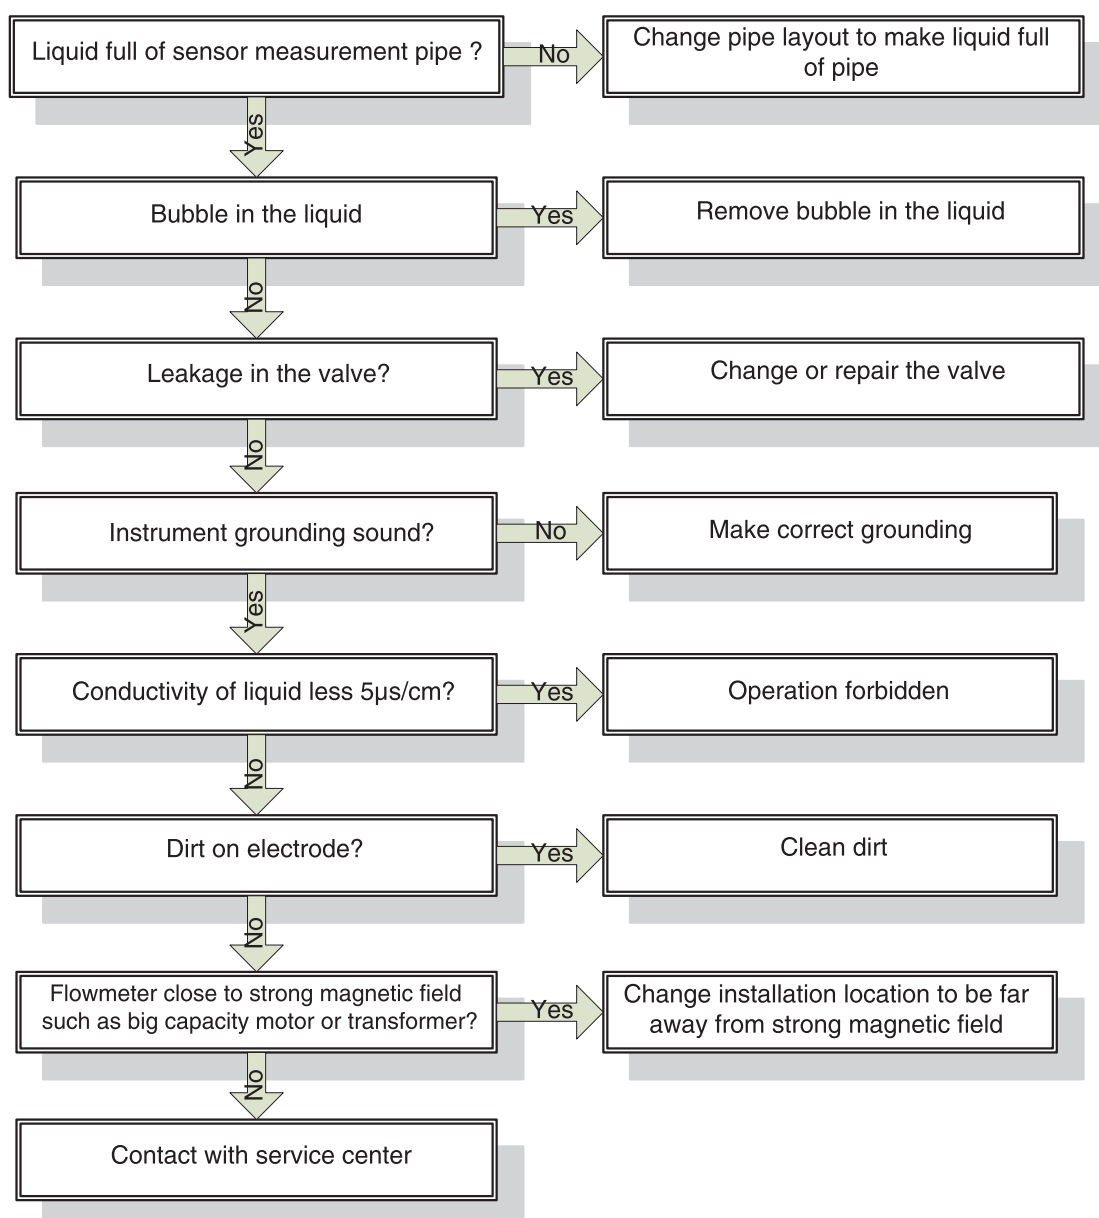 Liquid full of sensor measurement pipe ?
No
Change pipe layout to make liquid full
of pipe
Yes
Bubble in the liquid
Yes
Remove bubble in the liquid
No
Leakage in the valve?
Yes
Change or repair the valve
No
Instrument grounding sound?
No
Make correct grounding
Yes
Conductivity of liquid less 5µs/cm?
Yes
Operation forbidden
No
Dirt on electrode?
Yes
Clean dirt
No
Flowmeter close to strong magnetic field
such as big capacity motor or transformer?
Yes
Change installation location to be far
away from strong magnetic field
No
Contact with service center